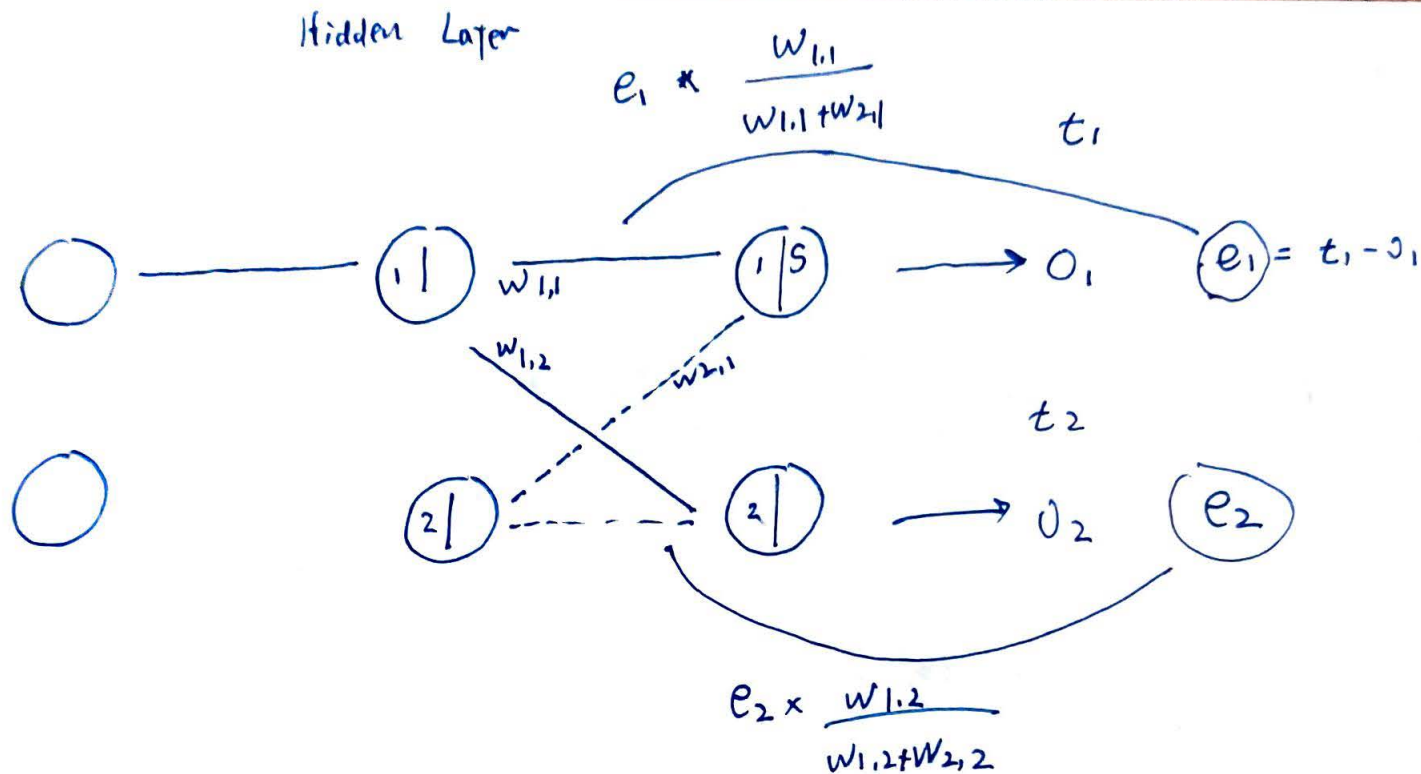 Hidden Layer
e₁ * w₁,₁ / w₁.₁+w₂,₁
t₁
1
w₁,₁
1 S
O₁
e₁ = t₁ - O₁
w₁,₂
w₂,₁
t₂
2
2
O₂
e₂
e₂ × w₁.₂ / w₁.₂+w₂,₂